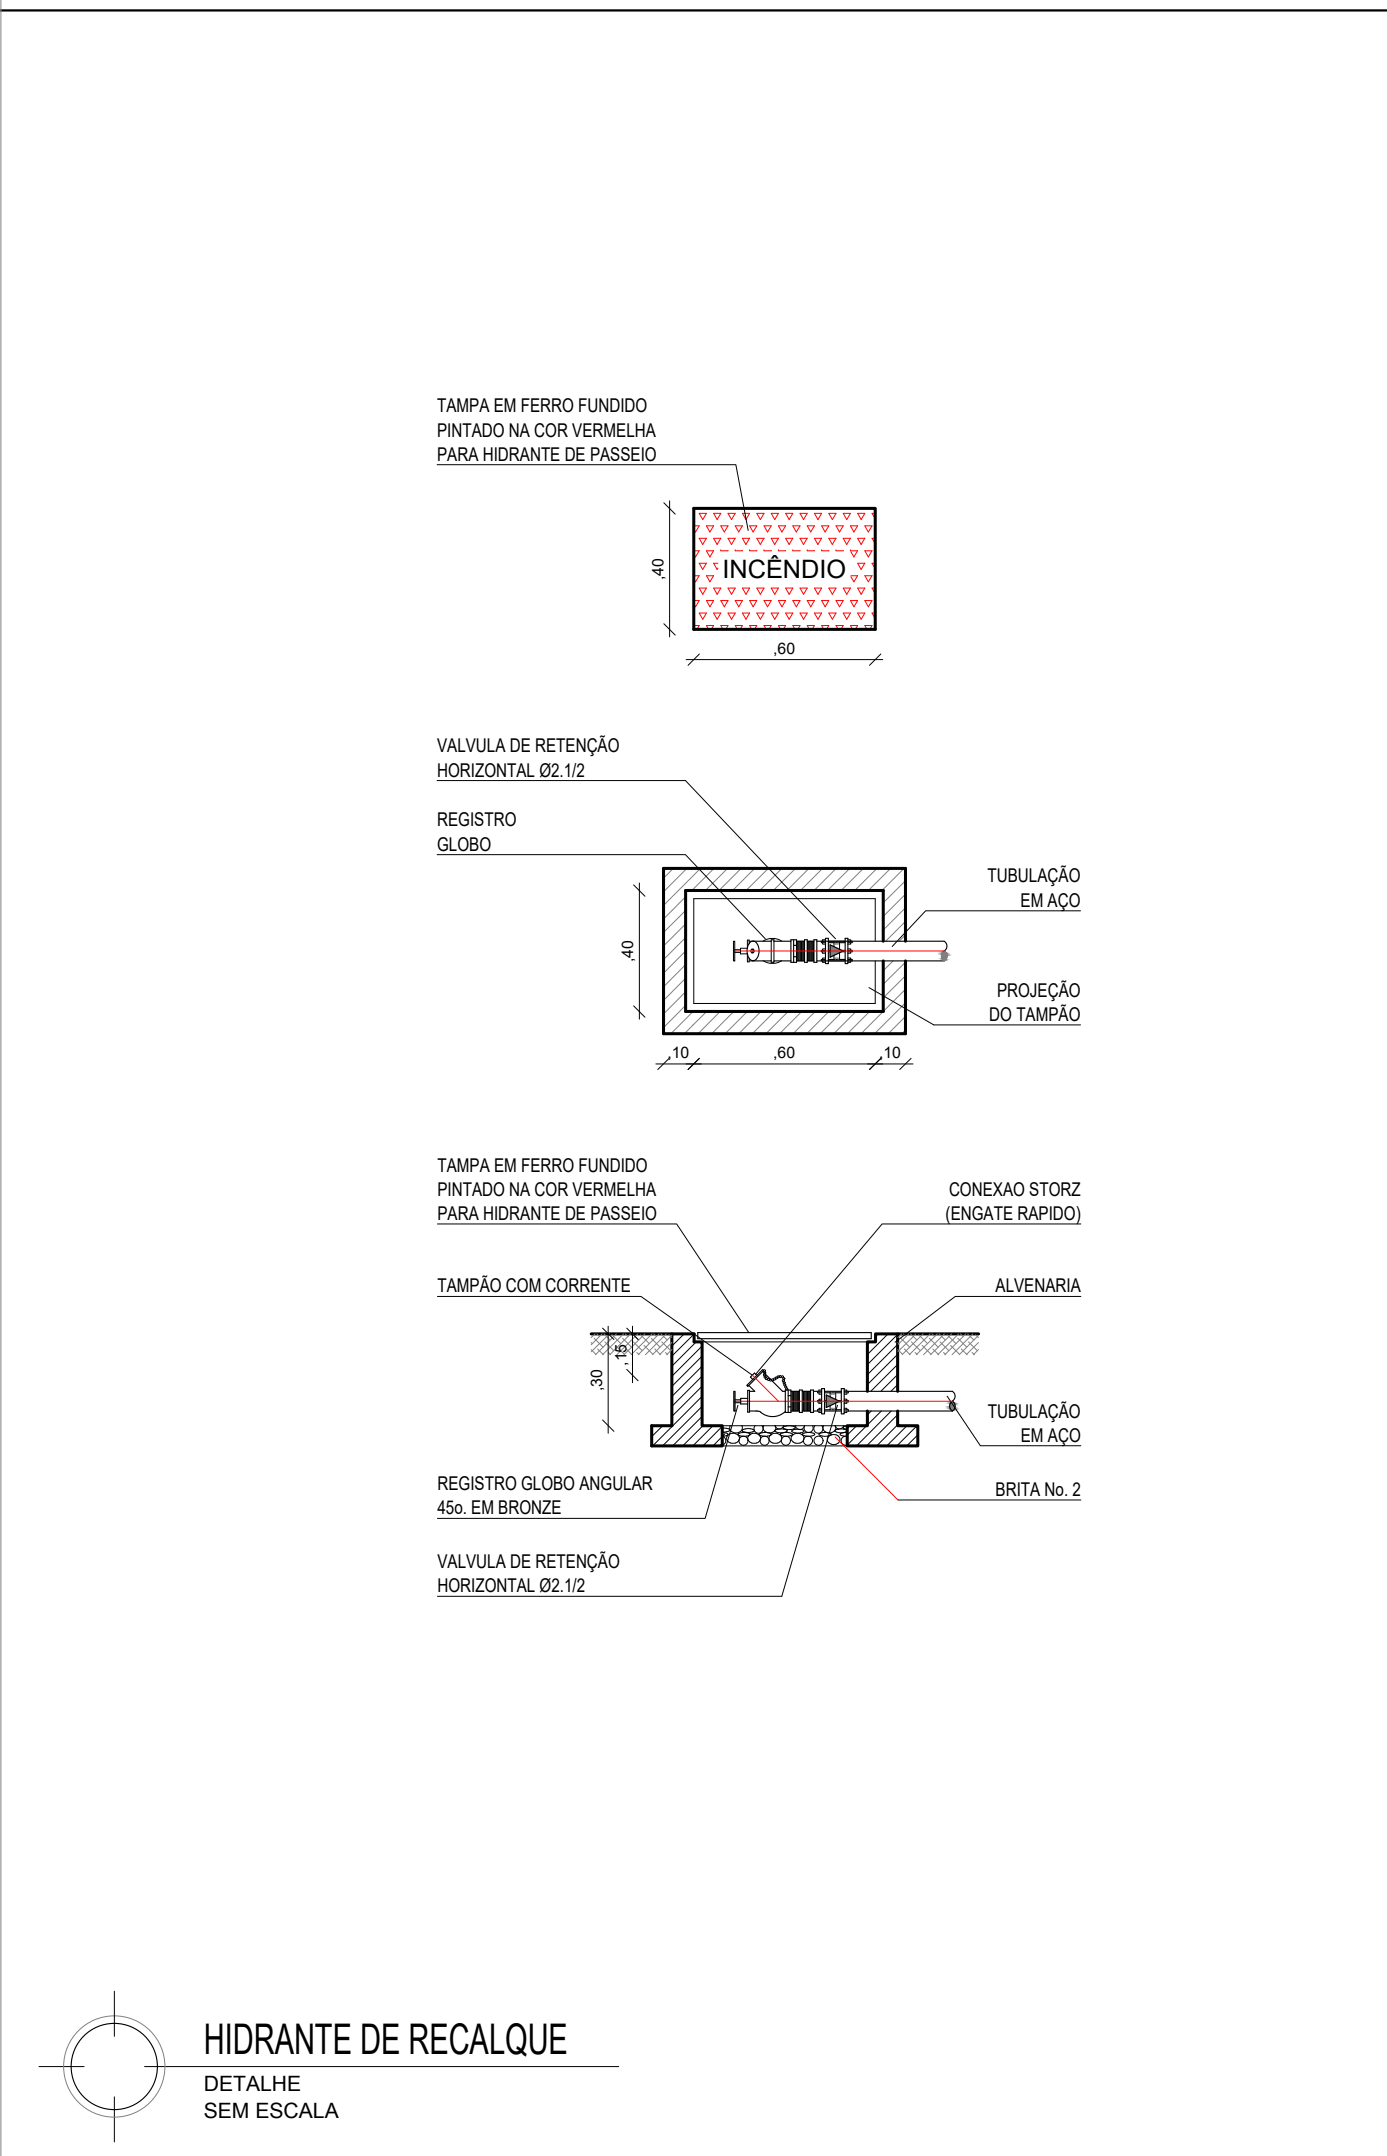 TAMPA EM FERRO FUNDIDO
PINTADO NA COR VERMELHA
PARA HIDRANTE DE PASSEIO
,40
INCÊNDIO
,60
VALVULA DE RETENÇÃO
HORIZONTAL Ø2.1/2
REGISTRO
GLOBO
TUBULAÇÃO
EM AÇO
,40
PROJEÇÃO
DO TAMPÃO
,10
,60
,10
TAMPA EM FERRO FUNDIDO
PINTADO NA COR VERMELHA
PARA HIDRANTE DE PASSEIO
CONEXAO STORZ
(ENGATE RAPIDO)
TAMPÃO COM CORRENTE
ALVENARIA
,15
,30
TUBULAÇÃO
EM AÇO
REGISTRO GLOBO ANGULAR
45o. EM BRONZE
BRITA No. 2
VALVULA DE RETENÇÃO
HORIZONTAL Ø2.1/2
HIDRANTE DE RECALQUE
DETALHE
SEM ESCALA